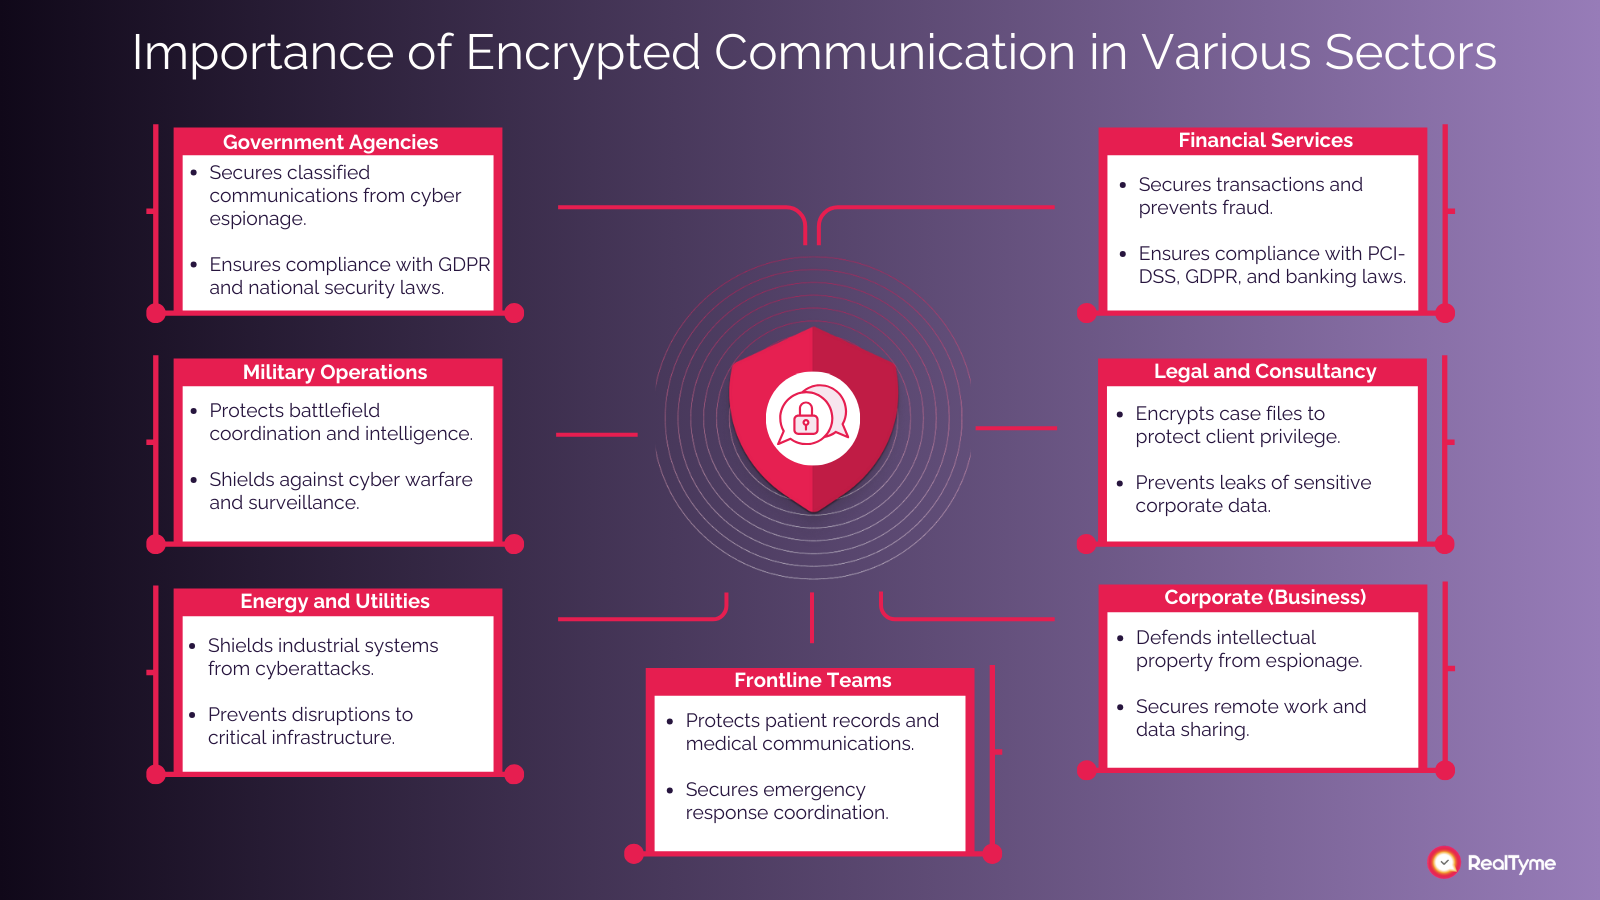 Importance of Encrypted Communication in Various Sectors
Government Agencies
• Secures classified
communications from cyber
espionage.
• Ensures compliance with GDPR
and national security laws.
Military Operations
• Protects battlefield
coordination and intelligence.
• Shields against cyber warfare
and surveillance.
Energy and Utilities
• Shields industrial systems
from cyberattacks.
• Prevents disruptions to
critical infrastructure.
Frontline Teams
• Protects patient records and
medical communications.
• Secures emergency
response coordination.
Financial Services
• Secures transactions and
prevents fraud.
• Ensures compliance with PCI-
DSS, GDPR, and banking laws.
Legal and Consultancy
• Encrypts case files to
protect client privilege.
• Prevents leaks of sensitive
corporate data.
Corporate (Business)
• Defends intellectual
property from espionage.
• Secures remote work and
data sharing.
RealTyme